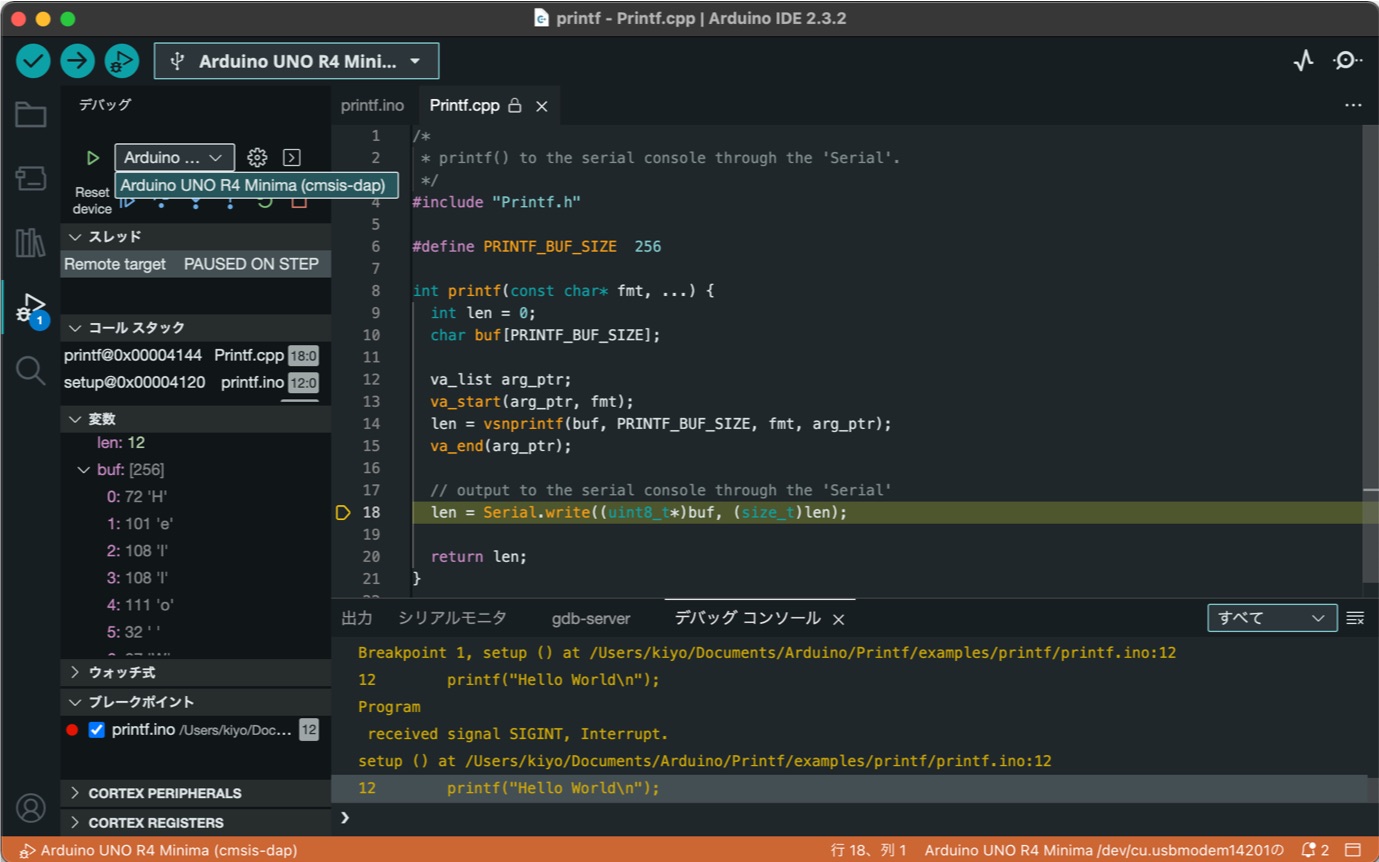 printf - Printf.cpp | Arduino IDE 2.3.2
Arduino UNO R4 Mini...
デバッグ
Arduino ...
Arduino UNO R4 Minima (cmsis-dap)
Reset
device
スレッド
Remote target PAUSED ON STEP
コール スタック
printf@0x00004144 Printf.cpp 18:0
setup@0x00004120 printf.ino 12:0
変数
len: 12
buf: [256]
0: 72 'H'
1: 101 'e'
2: 108 'l'
3: 108 'l'
4: 111 'o'
5: 32 ' '
ウォッチ式
ブレークポイント
printf.ino /Users/kiyo/Doc... 12
CORTEX PERIPHERALS
CORTEX REGISTERS
1
printf.ino Printf.cpp
1 /*
2  * printf() to the serial console through the 'Serial'.
 */
4 #include "Printf.h"
5
6 #define PRINTF_BUF_SIZE  256
7
8 int printf(const char* fmt, ...) {
9   int len = 0;
10   char buf[PRINTF_BUF_SIZE];
11
12   va_list arg_ptr;
13   va_start(arg_ptr, fmt);
14   len = vsnprintf(buf, PRINTF_BUF_SIZE, fmt, arg_ptr);
15   va_end(arg_ptr);
16
17   // output to the serial console through the 'Serial'
18   len = Serial.write((uint8_t*)buf, (size_t)len);
19
20   return len;
21 }
出力 シリアルモニタ gdb-server デバッグ コンソール すべて
Breakpoint 1, setup () at /Users/kiyo/Documents/Arduino/Printf/examples/printf/printf.ino:12
12        printf("Hello World\n");
Program
 received signal SIGINT, Interrupt.
setup () at /Users/kiyo/Documents/Arduino/Printf/examples/printf/printf.ino:12
12        printf("Hello World\n");
Arduino UNO R4 Minima (cmsis-dap) 行 18、列 1 Arduino UNO R4 Minima /dev/cu.usbmodem14201の 2